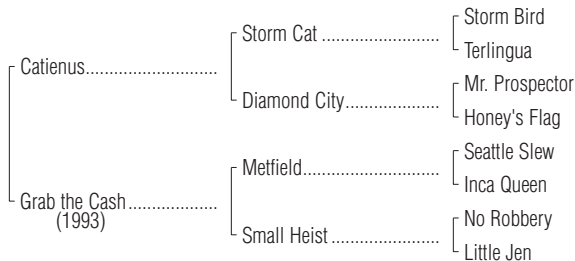 Storm Bird
Storm Cat ........................
Terlingua
Catienus...........................
Mr. Prospector
Diamond City...................
Honey's Flag
Seattle Slew
Metfield...........................
Inca Queen
Grab the Cash..................
(1993)
No Robbery
Small Heist ......................
Little Jen